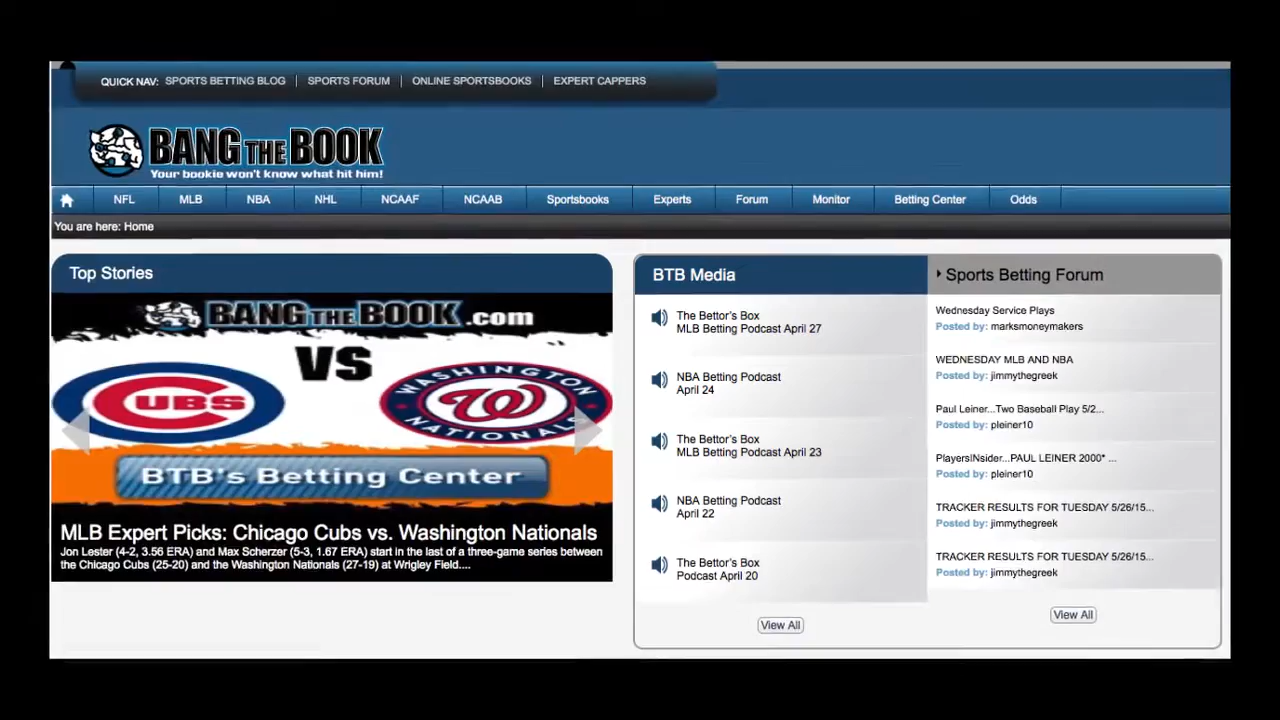 QUICK NAV: SPORTS BETTING BLOG | SPORTS FORUM | ONLINE SPORTSBOOKS | EXPERT CAPPERS
BANG THE BOOK
Your bookie won't know what hit him!
NFL MLB NBA NHL NCAAF NCAAB Sportsbooks Experts Forum Monitor Betting Center Odds
You are here: Home
Top Stories
BANG THE BOOK.com
VS
CUBS
WASHINGTON
W
NATIONALS
BTB's Betting Center
MLB Expert Picks: Chicago Cubs vs. Washington Nationals
Jon Lester (4-2, 3.56 ERA) and Max Scherzer (5-3, 1.67 ERA) start in the last of a three-game series between
the Chicago Cubs (25-20) and the Washington Nationals (27-19) at Wrigley Field....
BTB Media
The Bettor's Box
MLB Betting Podcast April 27
NBA Betting Podcast
April 24
The Bettor's Box
MLB Betting Podcast April 23
NBA Betting Podcast
April 22
The Bettor's Box
Podcast April 20
View All
Sports Betting Forum
Wednesday Service Plays
Posted by: marksmoneymakers
WEDNESDAY MLB AND NBA
Posted by: jimmythegreek
Paul Leiner...Two Baseball Play 5/2...
Posted by: pleiner10
Players!Nsider...PAUL LEINER 2000* ...
Posted by: pleiner10
TRACKER RESULTS FOR TUESDAY 5/26/15...
Posted by: jimmythegreek
TRACKER RESULTS FOR TUESDAY 5/26/15...
Posted by: jimmythegreek
View All